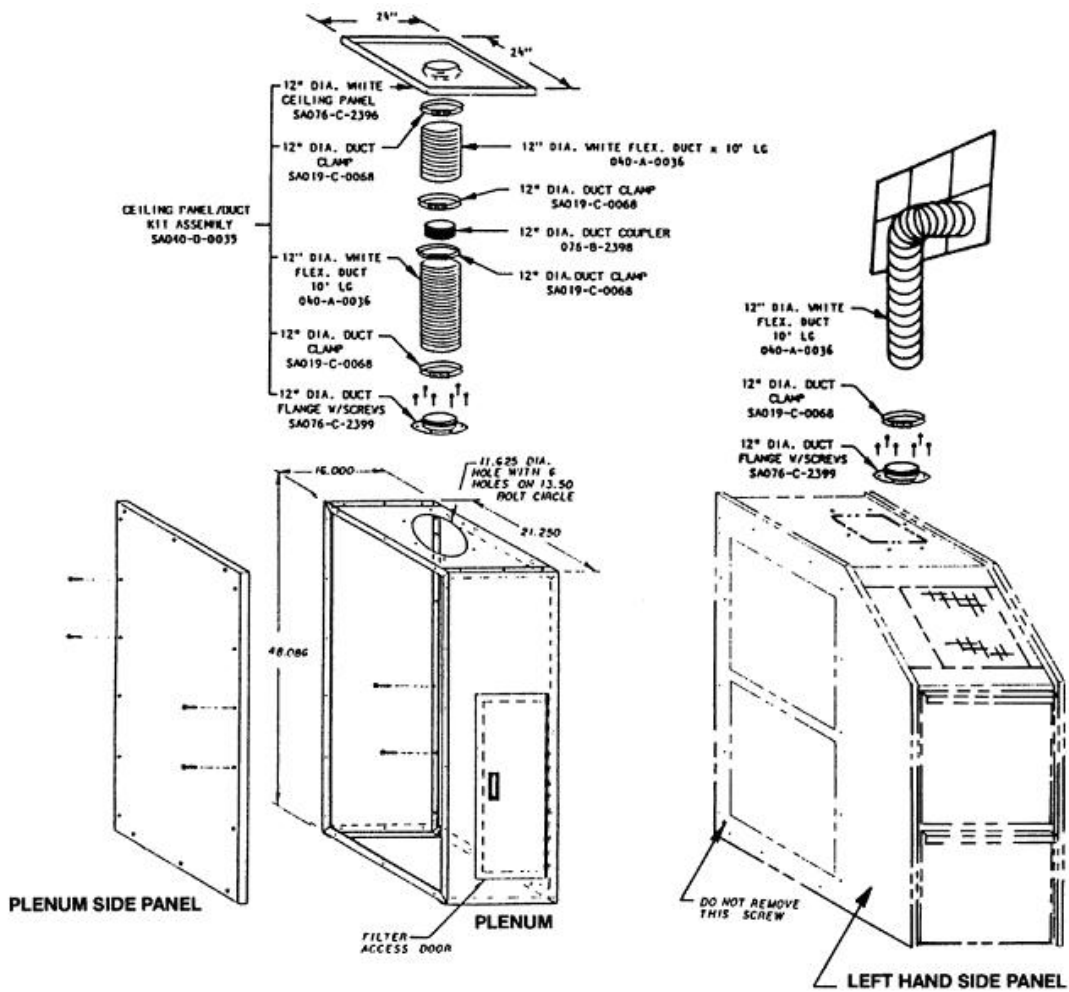 24"
24"
12" DIA. WHITE
CEILING PANEL
SA076-C-2396
12" DIA. DUCT
CLAMP
SA019-C-0068
12" DIA. WHITE FLEX. DUCT x 10' LG
040-A-0036
12" DIA. DUCT CLAMP
SA019-C-0068
CEILING PANEL/DUCT
KIT ASSEMBLY
SA040-D-0035
12" DIA. DUCT COUPLER
076-B-2398
12" DIA. WHITE
FLEX. DUCT
10' LG
040-A-0036
12" DIA. DUCT CLAMP
SA019-C-0068
12" DIA. DUCT
CLAMP
SA019-C-0068
12" DIA. DUCT
FLANGE W/SCREWS
SA076-C-2399
12" DIA. WHITE
FLEX. DUCT
10' LG
040-A-0036
12" DIA. DUCT
CLAMP
SA019-C-0068
12" DIA. DUCT
FLANGE W/SCREWS
SA076-C-2399
16.000
11.625 DIA.
HOLE WITH 6
HOLES ON 13.50
BOLT CIRCLE
21.250
48.086
PLENUM SIDE PANEL
FILTER
ACCESS DOOR
PLENUM
DO NOT REMOVE
THIS SCREW
LEFT HAND SIDE PANEL